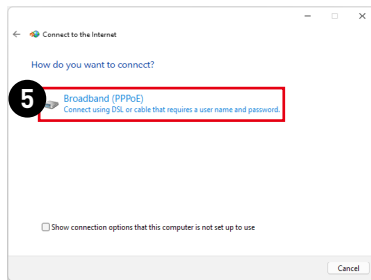 Connect to the Internet
How do you want to connect?
5
Broadband (PPPoE)
Connect using DSL or cable that requires a user name and password.
Show connection options that this computer is not set up to use
Cancel